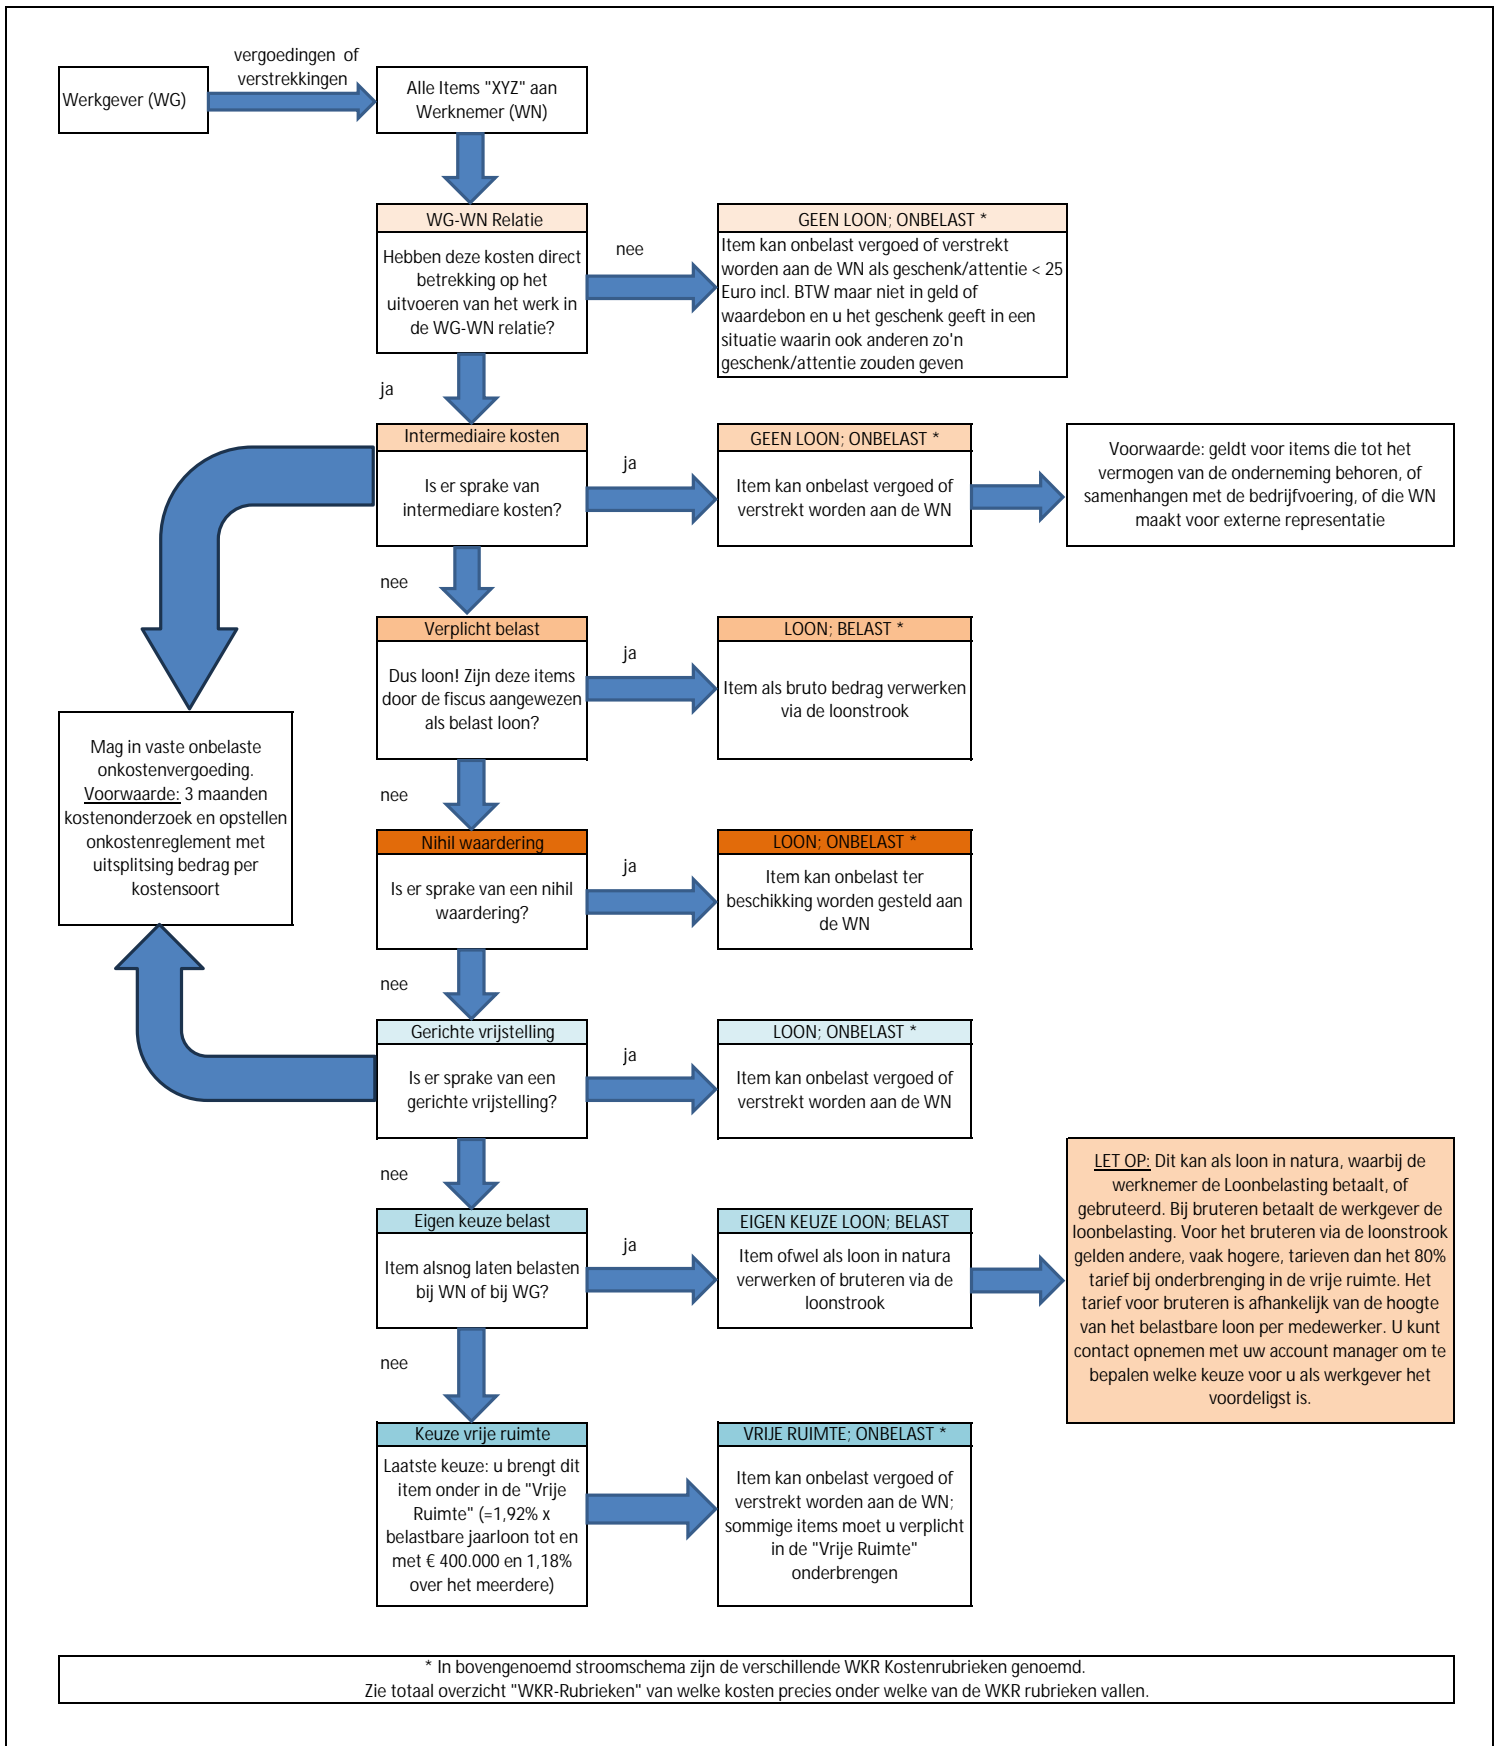 vergoedingen of
verstrekkingen
Werkgever (WG)
Alle Items "XYZ" aan
Werknemer (WN)
WG-WN Relatie
Hebben deze kosten direct
betrekking op het
uitvoeren van het werk in
de WG-WN relatie?
nee
GEEN LOON; ONBELAST *
Item kan onbelast vergoed of verstrekt
worden aan de WN als geschenk/attentie < 25
Euro incl. BTW maar niet in geld of
waardebon en u het geschenk geeft in een
situatie waarin ook anderen zo'n
geschenk/attentie zouden geven
ja
Intermediaire kosten
Is er sprake van
intermediare kosten?
ja
GEEN LOON; ONBELAST *
Item kan onbelast vergoed of
verstrekt worden aan de WN
Voorwaarde: geldt voor items die tot het
vermogen van de onderneming behoren, of
samenhangen met de bedrijfvoering, of die WN
maakt voor externe representatie
nee
Verplicht belast
Dus loon! Zijn deze items
door de fiscus aangewezen
als belast loon?
ja
LOON; BELAST *
Item als bruto bedrag verwerken
via de loonstrook
Mag in vaste onbelaste
onkostenvergoeding.
Voorwaarde: 3 maanden
kostenonderzoek en opstellen
onkostenreglement met
uitsplitsing bedrag per
kostensoort
nee
Nihil waardering
Is er sprake van een nihil
waardering?
ja
LOON; ONBELAST *
Item kan onbelast ter
beschikking worden gesteld aan
de WN
nee
Gerichte vrijstelling
Is er sprake van een
gerichte vrijstelling?
ja
LOON; ONBELAST *
Item kan onbelast vergoed of
verstrekt worden aan de WN
nee
Eigen keuze belast
Item alsnog laten belasten
bij WN of bij WG?
ja
EIGEN KEUZE LOON; BELAST
Item ofwel als loon in natura
verwerken of bruteren via de
loonstrook
LET OP: Dit kan als loon in natura, waarbij de
werknemer de Loonbelasting betaalt, of
gebruteerd. Bij bruteren betaalt de werkgever de
loonbelasting. Voor het bruteren via de loonstrook
gelden andere, vaak hogere, tarieven dan het 80%
tarief bij onderbrenging in de vrije ruimte. Het
tarief voor bruteren is afhankelijk van de hoogte
van het belastbare loon per medewerker. U kunt
contact opnemen met uw account manager om te
bepalen welke keuze voor u als werkgever het
voordeligst is.
nee
Keuze vrije ruimte
Laatste keuze: u brengt dit
item onder in de "Vrije
Ruimte" (=1,92% x
belastbare jaarloon tot en
met € 400.000 en 1,18%
over het meerdere)
VRIJE RUIMTE; ONBELAST *
Item kan onbelast vergoed of
verstrekt worden aan de WN;
sommige items moet u verplicht
in de "Vrije Ruimte"
onderbrengen
* In bovengenoemd stroomschema zijn de verschillende WKR Kostenrubrieken genoemd.
Zie totaal overzicht "WKR-Rubrieken" van welke kosten precies onder welke van de WKR rubrieken vallen.